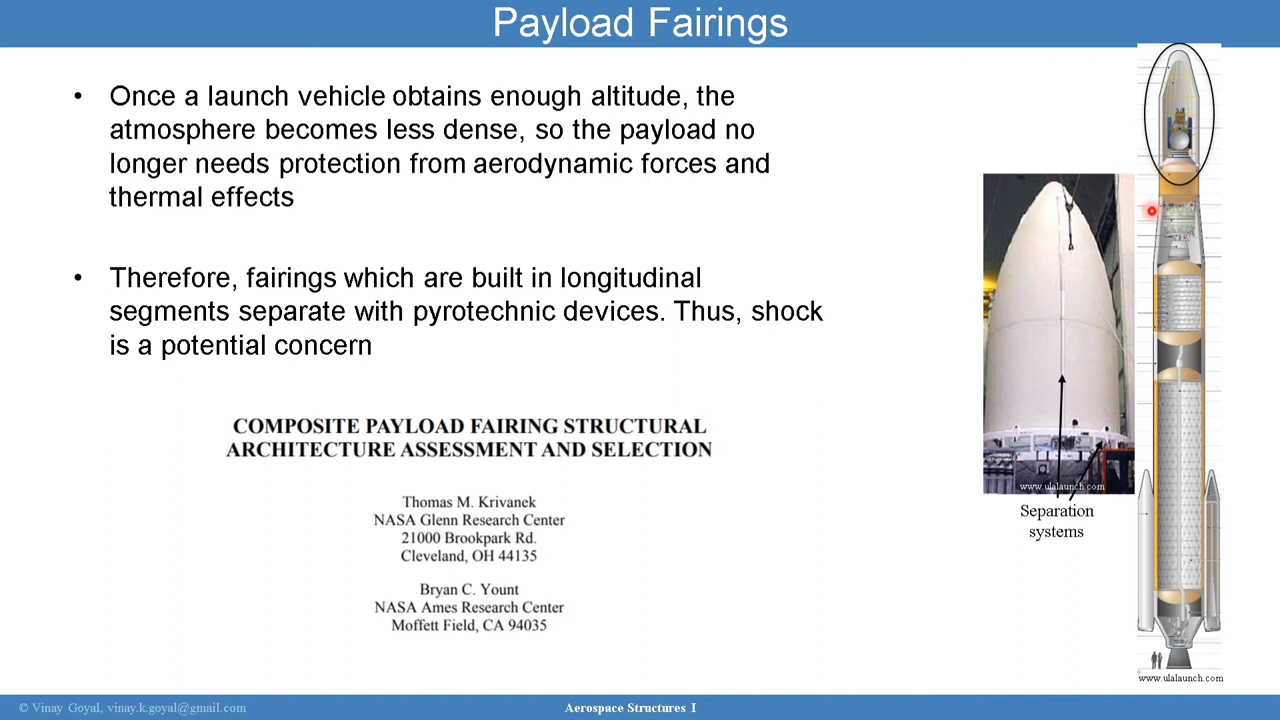 Payload Fairings
• Once a launch vehicle obtains enough altitude, the
atmosphere becomes less dense, so the payload no
longer needs protection from aerodynamic forces and
thermal effects
• Therefore, fairings which are built in longitudinal
segments separate with pyrotechnic devices. Thus, shock
is a potential concern
COMPOSITE PAYLOAD FAIRING STRUCTURAL
ARCHITECTURE ASSESSMENT AND SELECTION
Thomas M. Krivanek
NASA Glenn Research Center
21000 Brookpark Rd.
Cleveland, OH 44135
Bryan C. Yount
NASA Ames Research Center
Moffett Field, CA 94035
www.ulalaunch.com
Separation
systems
www.ulalaunch.com
© Vinay Goyal, vinay.k.goyal@gmail.com
Aerospace Structures I